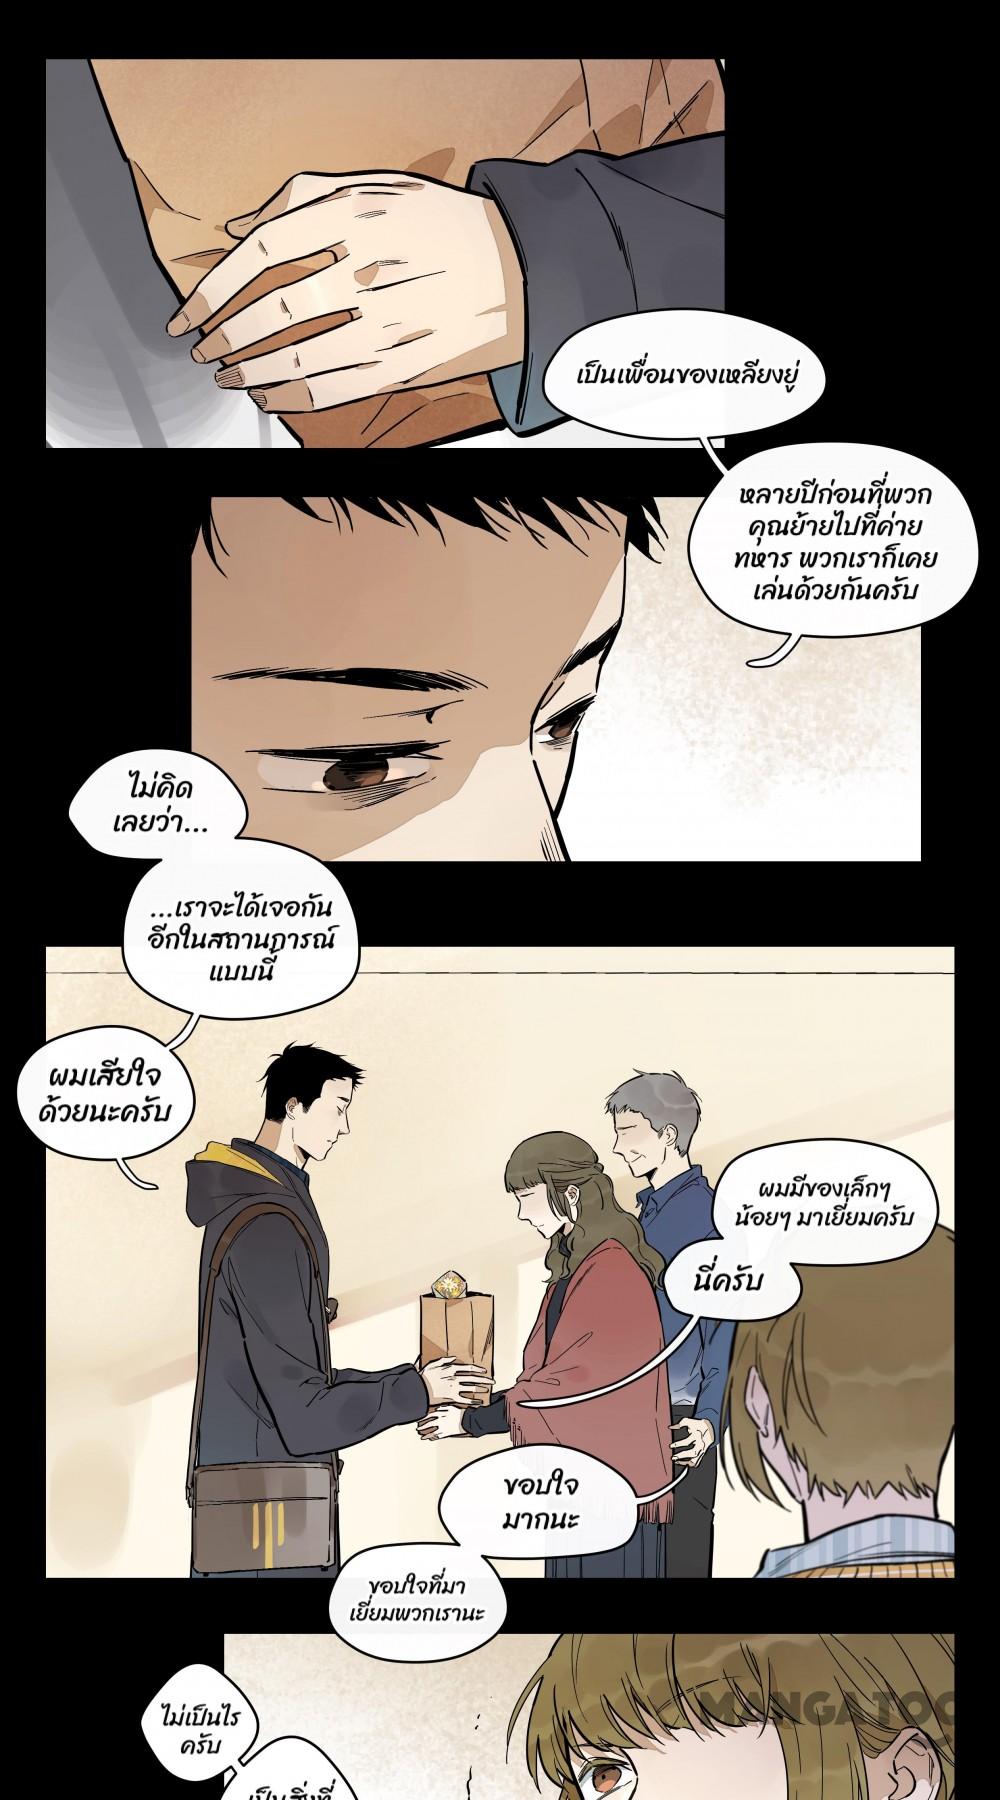 เป็นเพื่อนของเหลียงยู่
หลายปีก่อนที่พวก
คุณย้ายไปที่ค่าย
ทหาร พวกเราก็เคย
เล่นด้วยกันครับ
ไม่คิด
เลยว่า...
...เราจะได้เจอกัน
อีกในสถานการณ์
แบบนี้
ผมเสียใจ
ด้วยนะครับ
ผมมีของเล็กๆ
น้อยๆ มาเยี่ยมครับ
นี่ครับ
ขอบใจ
มากนะ
ขอบใจที่มา
เยี่ยมพวกเรานะ
ไม่เป็นไร
ครับ
เป็นสิ่งที่
MANGATOO